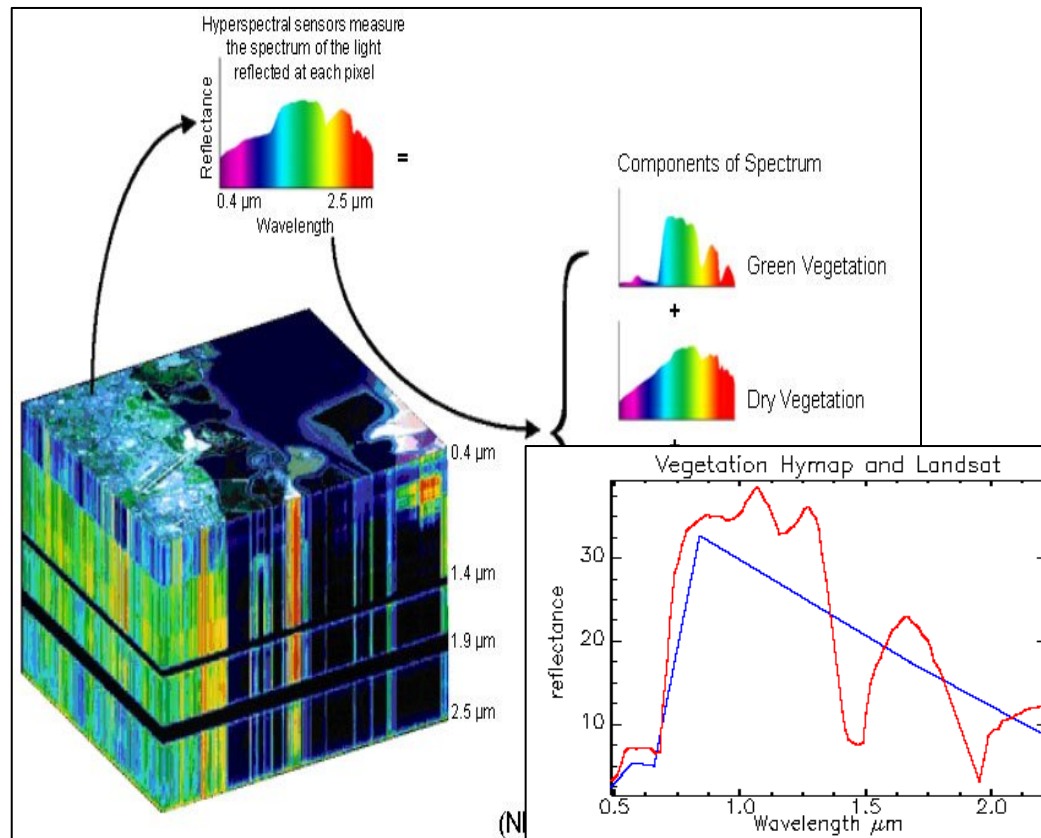 Hyperspectral sensors measure
the spectrum of the light
reflected at each pixel
Reflectance
=
0.4 µm 2.5 µm
Wavelength
Components of Spectrum
Green Vegetation
+
Dry Vegetation
0.4 µm
1.4 µm
1.9 µm
2.5 µm
Vegetation Hymap and Landsat
reflectance
30
20
10
0.5 1.0 1.5 2.0
Wavelength µm